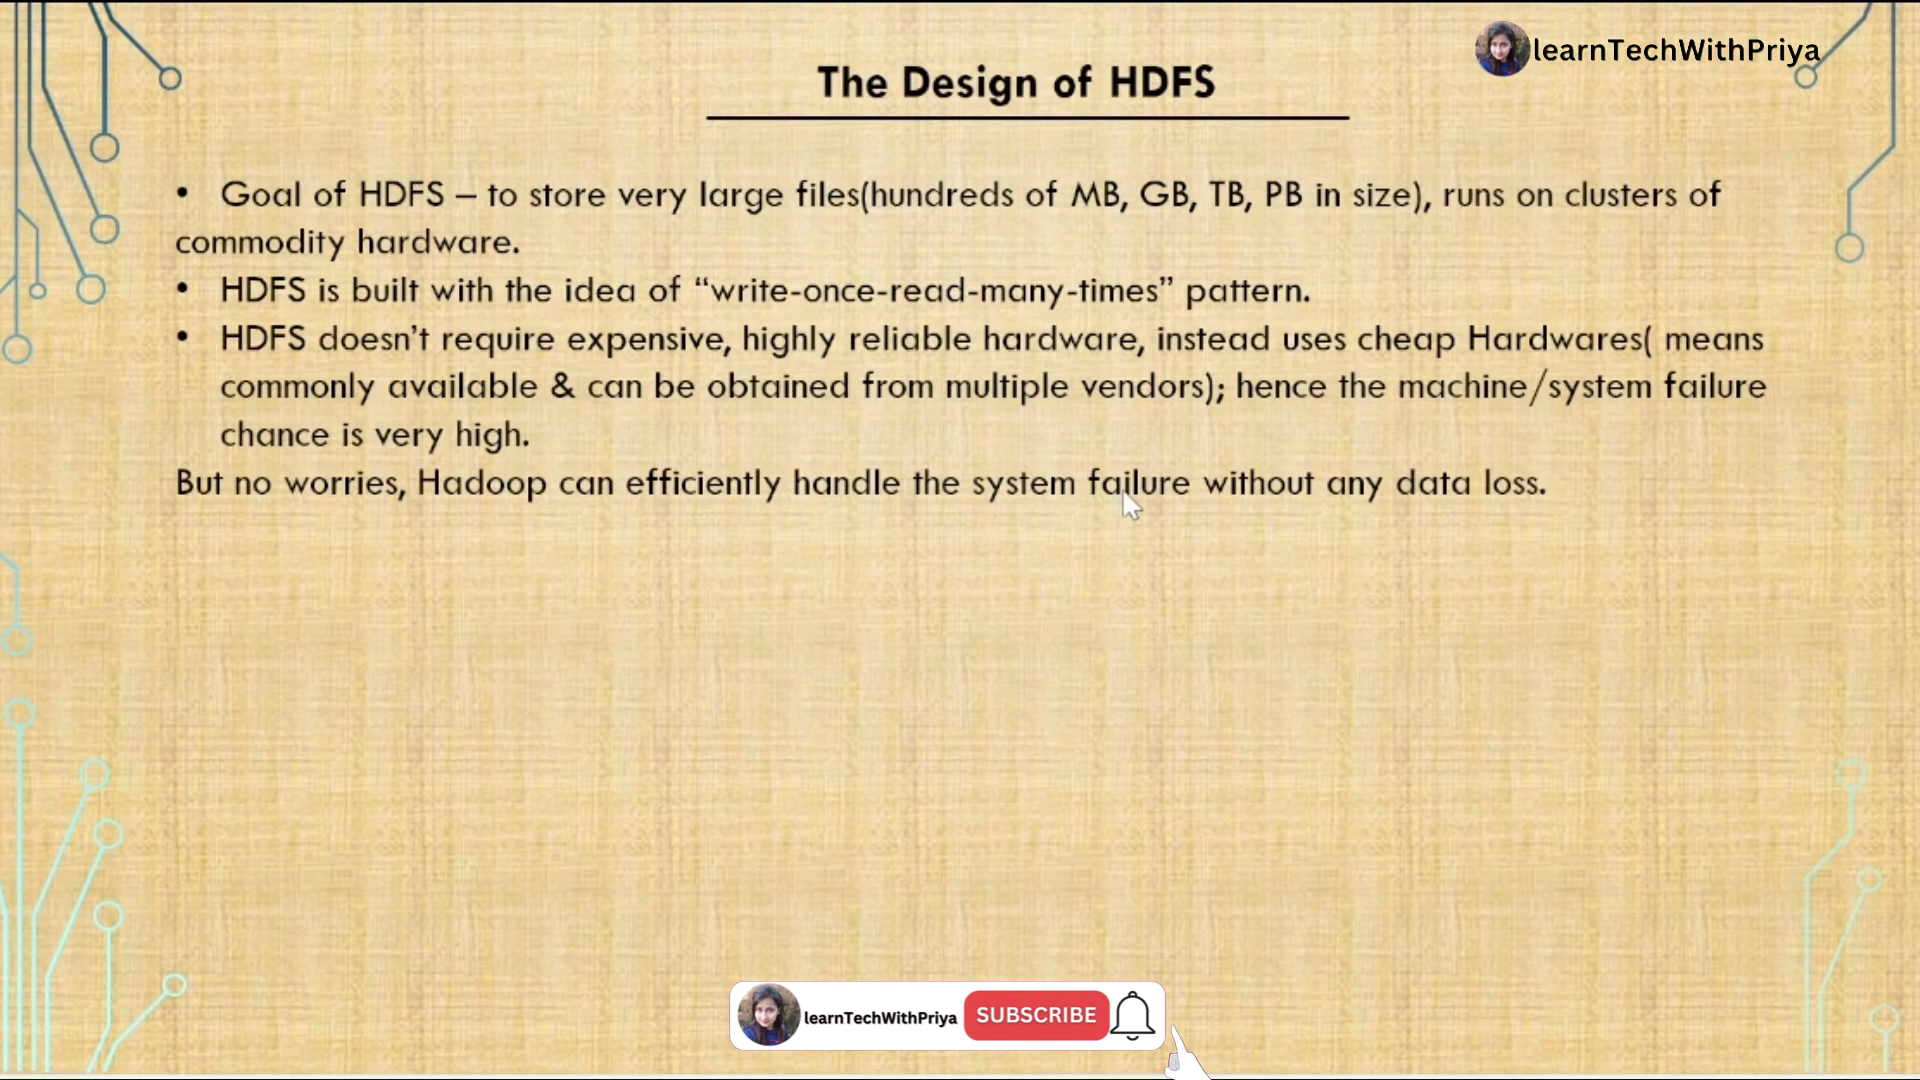 learnTechWithPriya
The Design of HDFS
• Goal of HDFS – to store very large files(hundreds of MB, GB, TB, PB in size), runs on clusters of
commodity hardware.
• HDFS is built with the idea of “write-once-read-many-times” pattern.
• HDFS doesn’t require expensive, highly reliable hardware, instead uses cheap Hardwares( means
commonly available & can be obtained from multiple vendors); hence the machine/system failure
chance is very high.
But no worries, Hadoop can efficiently handle the system failure without any data loss.
learnTechWithPriya SUBSCRIBE